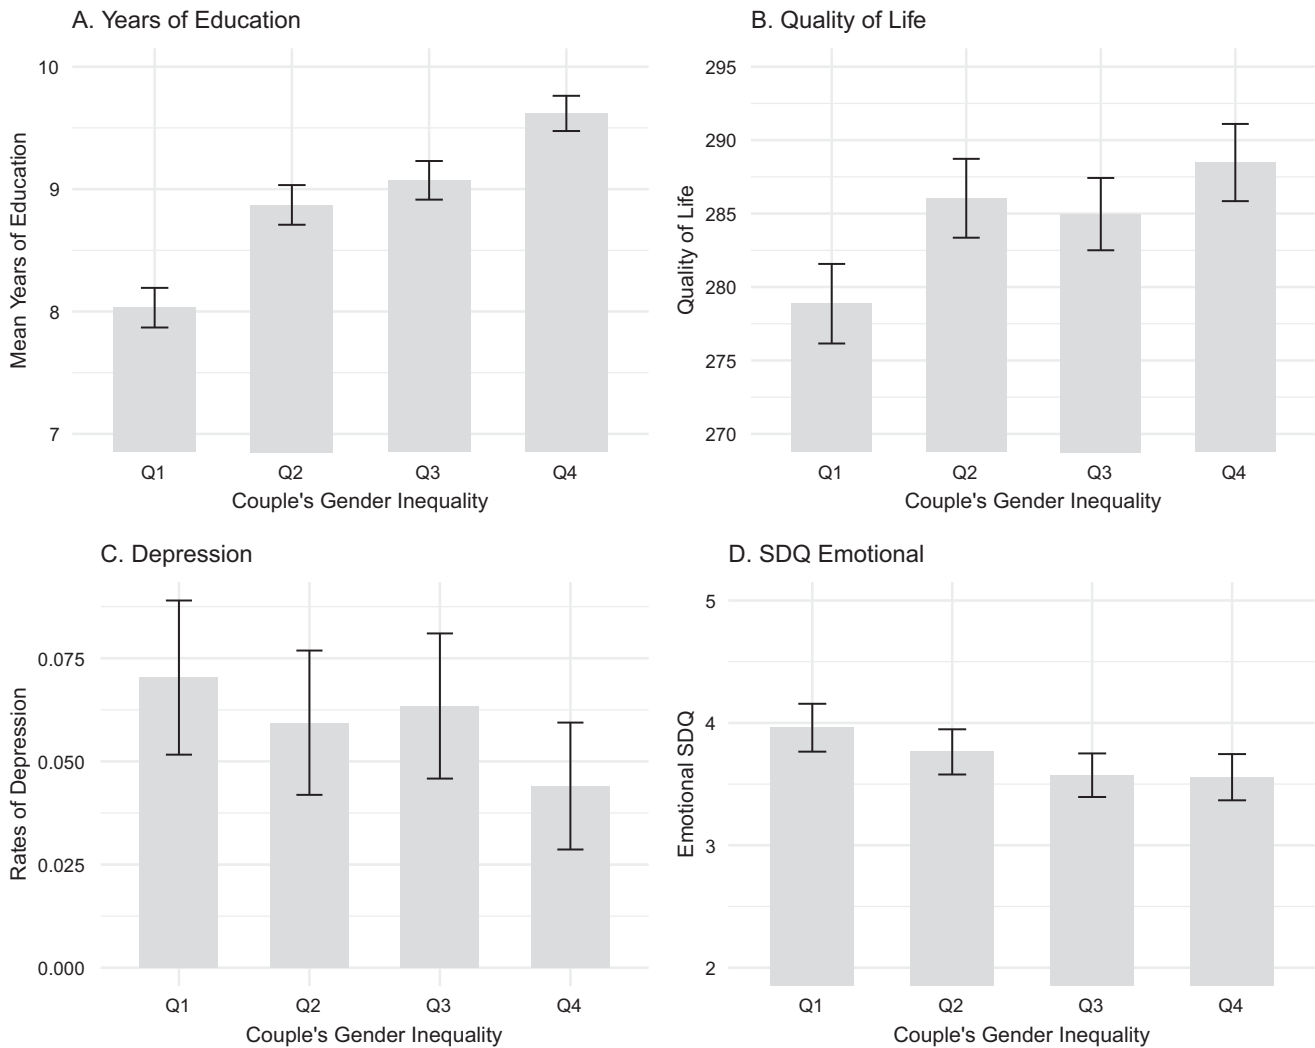 A. Years of Education
Mean Years of Education
10
9
8
7
Q1 Q2 Q3 Q4
Couple's Gender Inequality
B. Quality of Life
Quality of Life
295
290
285
280
275
270
Q1 Q2 Q3 Q4
Couple's Gender Inequality
C. Depression
Rates of Depression
0.075
0.050
0.025
0.000
Q1 Q2 Q3 Q4
Couple's Gender Inequality
D. SDQ Emotional
Emotional SDQ
5
4
3
2
Q1 Q2 Q3 Q4
Couple's Gender Inequality